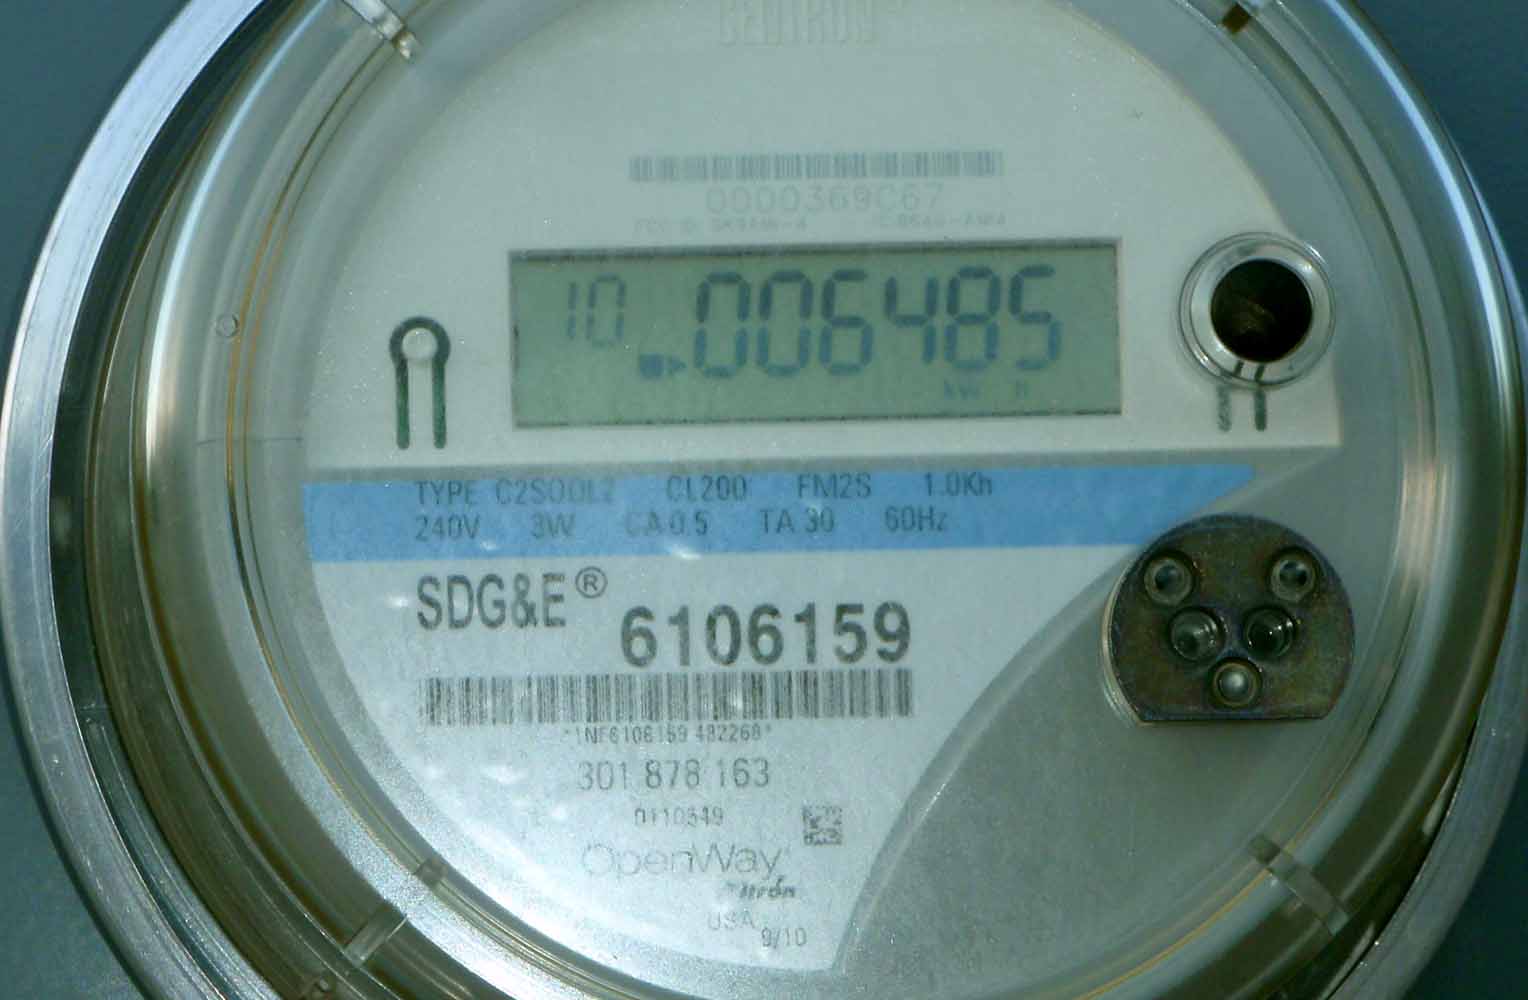 CENTRON
0000369C67
10 006485
kW h
TYPE C2SODL2 CL200 FM2S 1.0Kh
240V 3W CA 0.5 TA 30 60Hz
SDG&E®
6106159
*1NF6106159 482268*
301 878 163
0110549
OpenWay®
Itron
USA
9/10